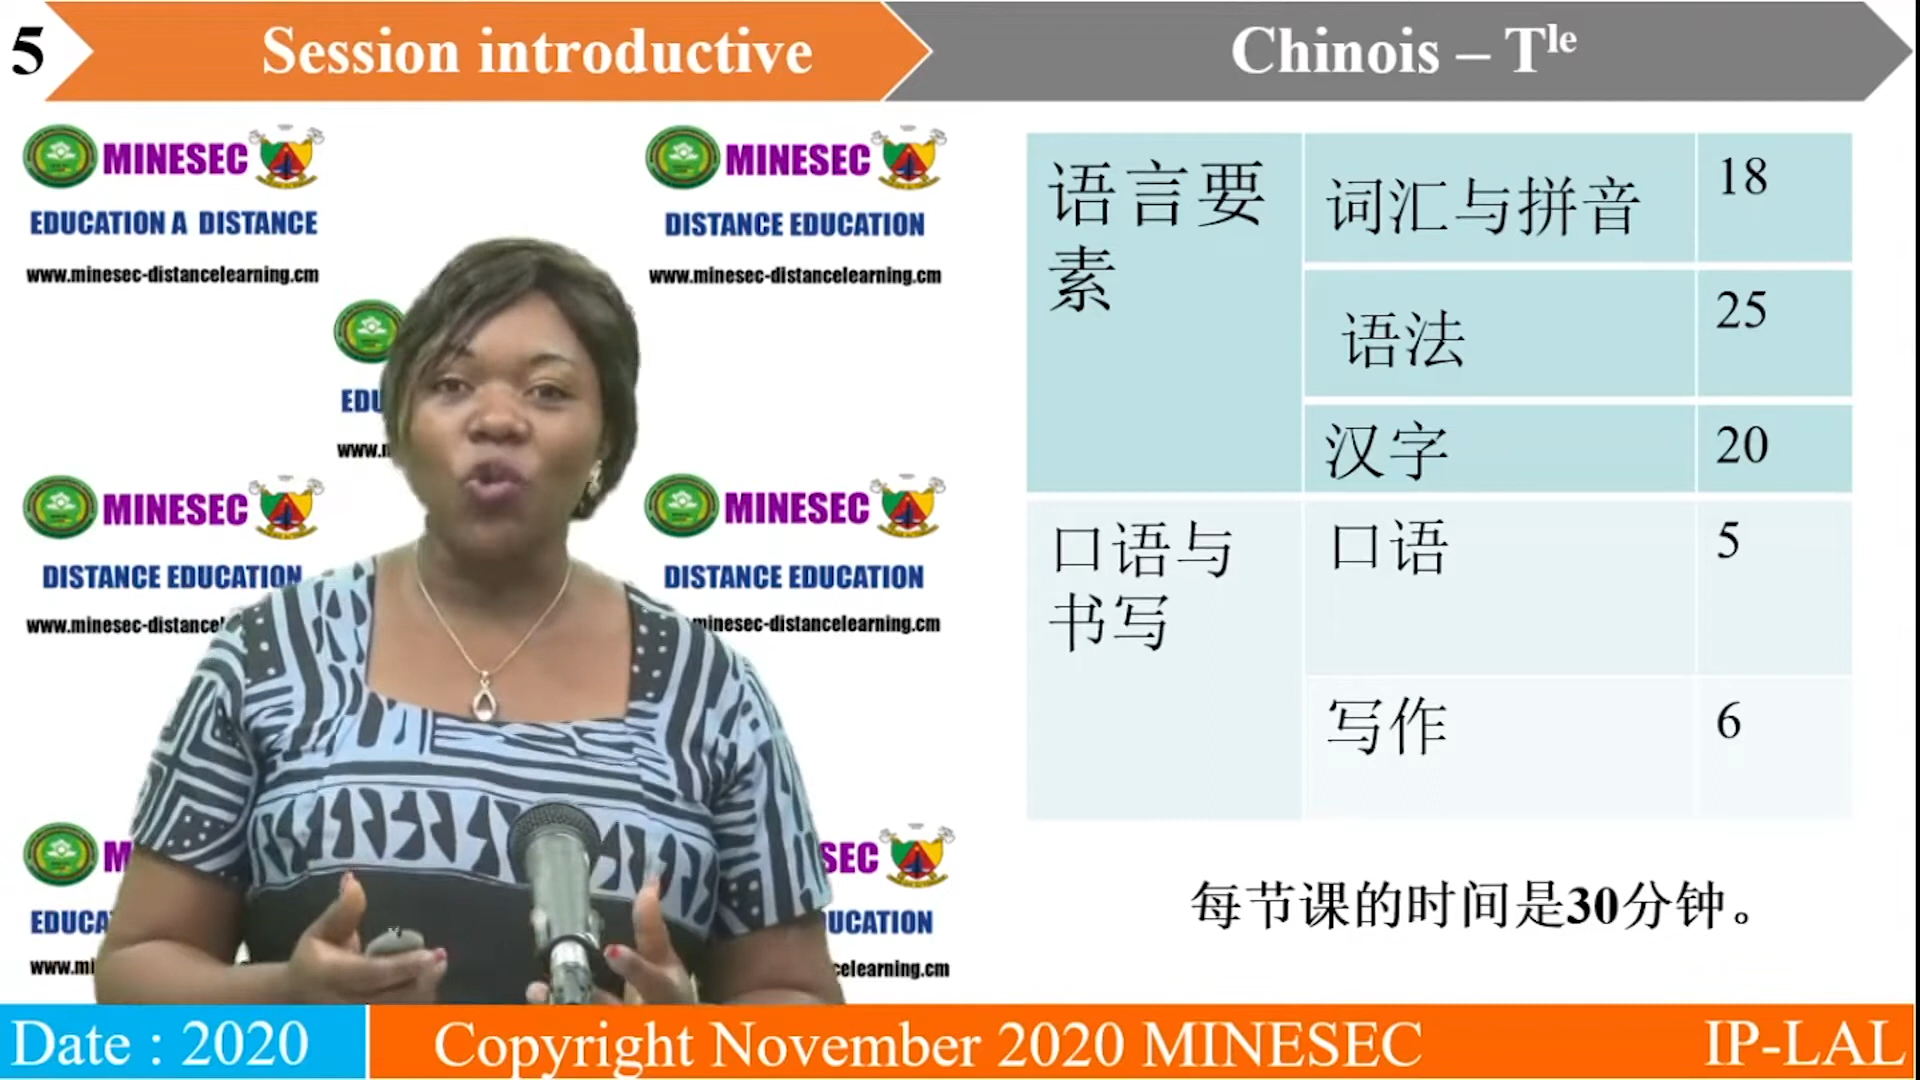 5
Session introductive
Chinois – Tle
MINESEC
EDUCATION A DISTANCE
www.minesec-distancelearning.cm
MINESEC
DISTANCE EDUCATION
www.minesec-distancelearning.cm
MINESEC
DISTANCE EDUCATION
MINESEC
DISTANCE EDUCATION
minesec-distancelearning.cm
语言要
素
词汇与拼音
18
语法
25
汉字
20
口语与
书写
口语
5
写作
6
每节课的时间是30分钟。
Date : 2020
Copyright November 2020 MINESEC
IP-LAL